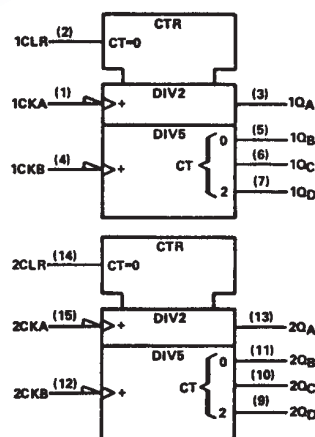 CTR
1CLR (2) CT=0
1CKA (1) + DIV2 (3) 1QA
DIV5
0 (5) 1QB
1CKB (4) + CT (6) 1QC
2 (7) 1QD
CTR
2CLR (14) CT=0
2CKA (15) + DIV2 (13) 2QA
DIV5
0 (11) 2QB
2CKB (12) + CT (10) 2QC
2 (9) 2QD